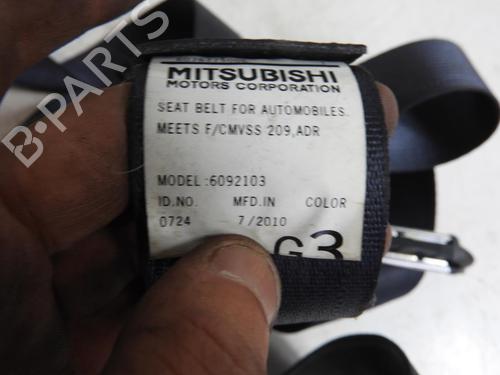 MITSUBISHI
MOTORS CORPORATION
SEAT BELT FOR AUTOMOBILES.
MEETS F/CMVSS 209,ADR
MODEL :6092103
ID.NO. MFD.IN COLOR
0724 7/2010
G3
B-Parts